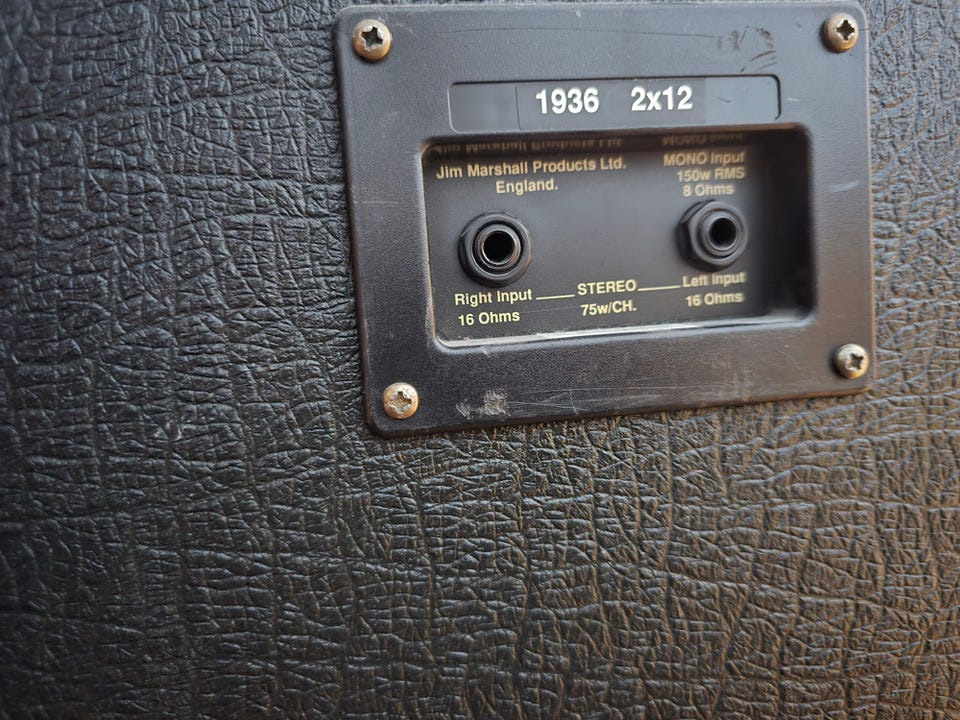 1936 2x12
Jim Marshall Products Ltd.
England.
MONO Input
150w RMS
8 Ohms
Right Input
16 Ohms
STEREO
75w/CH.
Left Input
16 Ohms